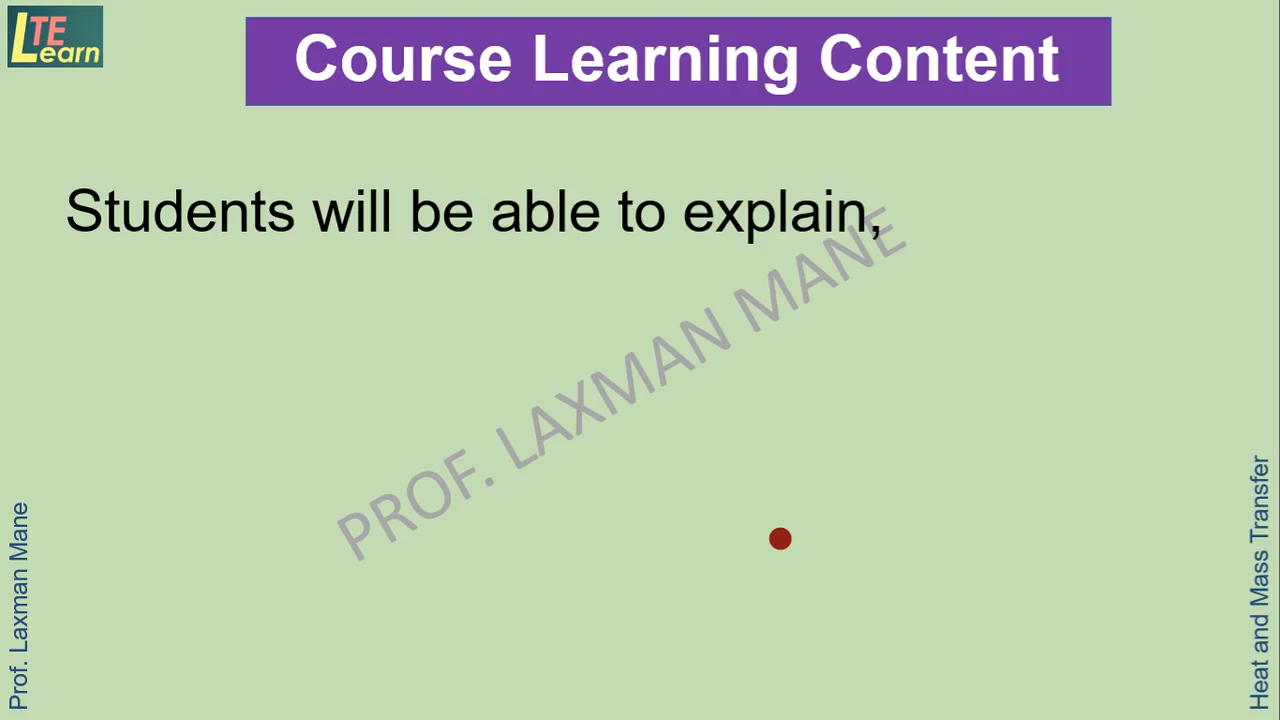 LTE
Learn
Course Learning Content
Students will be able to explain,
PROF. LAXMAN MANE
Prof. Laxman Mane
Heat and Mass Transfer